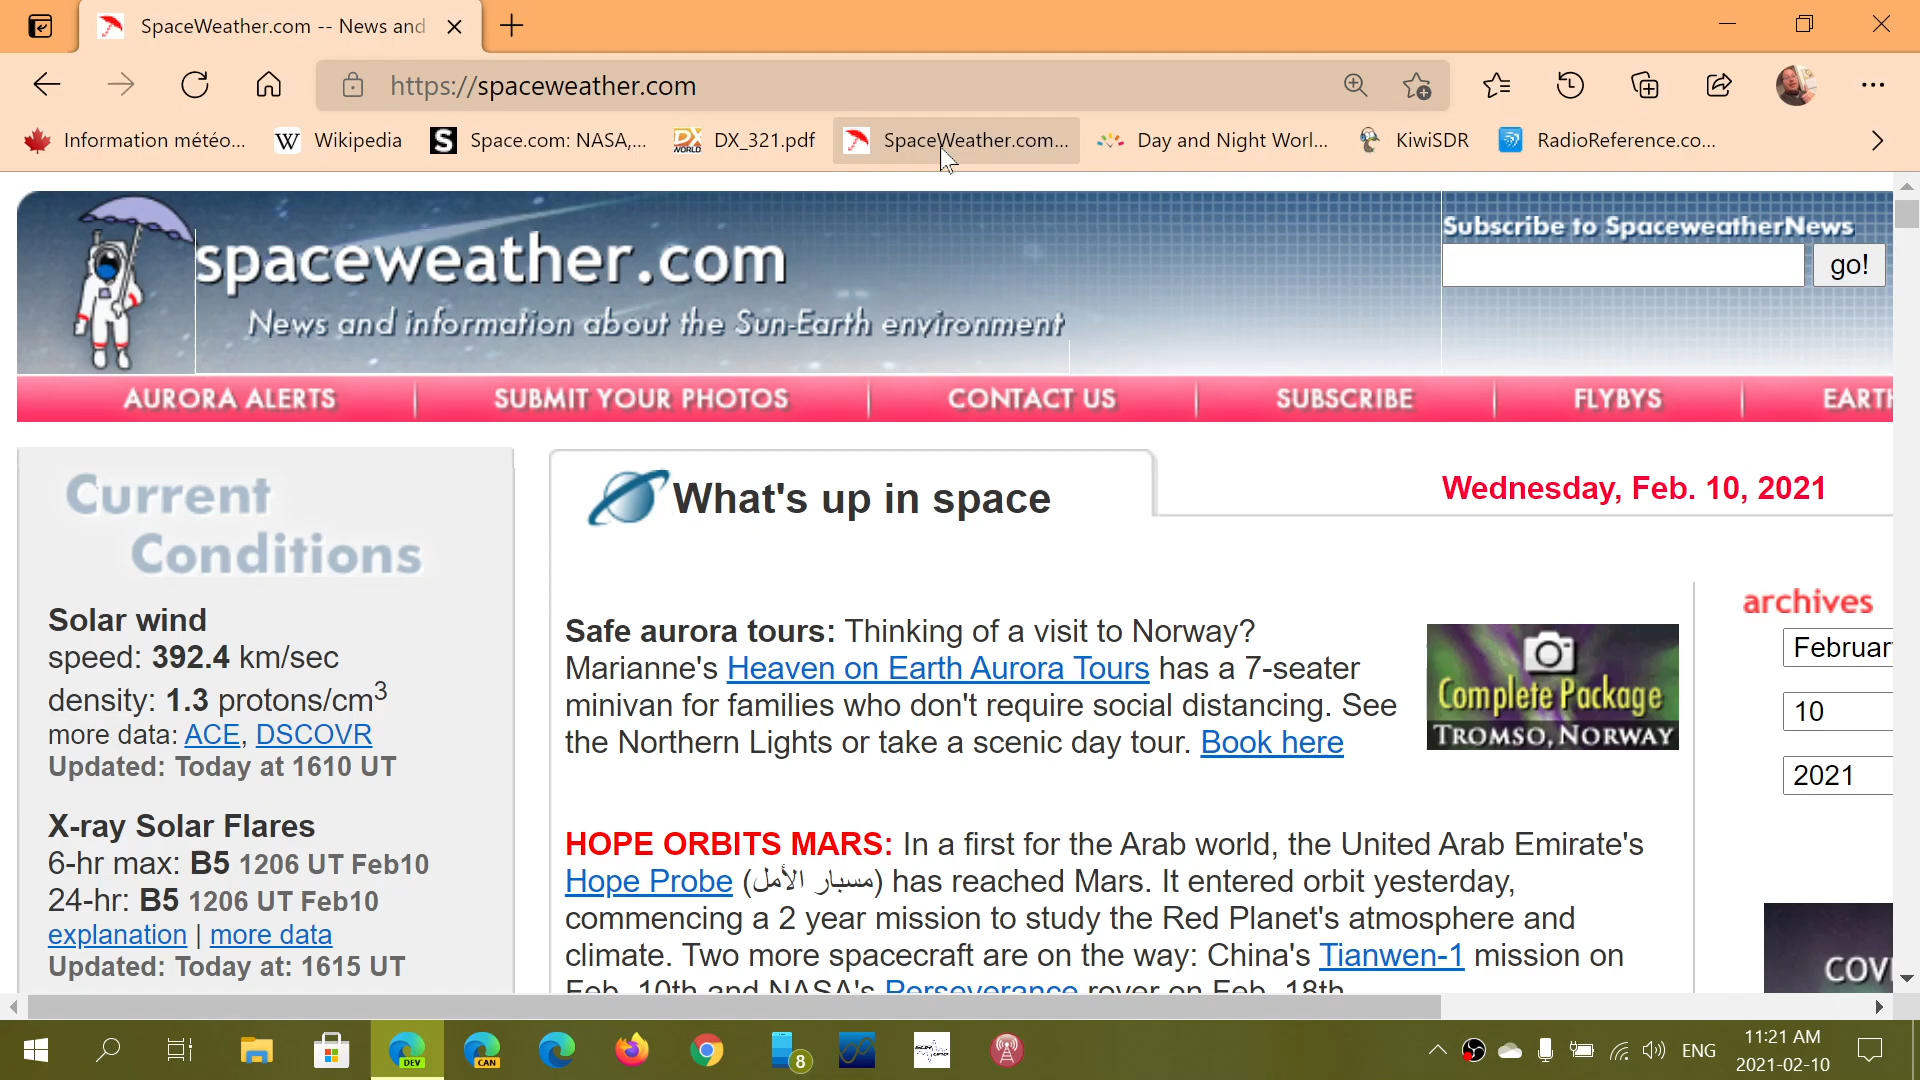 SpaceWeather.com -- News and
https://spaceweather.com
Information météo...
Wikipedia
Space.com: NASA,...
DX_321.pdf
SpaceWeather.com...
Day and Night Worl...
KiwiSDR
RadioReference.co...
spaceweather.com
News and information about the Sun-Earth environment
Subscribe to SpaceweatherNews
go!
AURORA ALERTS
SUBMIT YOUR PHOTOS
CONTACT US
SUBSCRIBE
FLYBYS
EARTH
Current
Conditions
Solar wind
speed: 392.4 km/sec
density: 1.3 protons/cm3
more data: ACE, DSCOVR
Updated: Today at 1610 UT
X-ray Solar Flares
6-hr max: B5 1206 UT Feb10
24-hr: B5 1206 UT Feb10
explanation | more data
Updated: Today at: 1615 UT
What's up in space
Wednesday, Feb. 10, 2021
Safe aurora tours: Thinking of a visit to Norway?
Marianne's Heaven on Earth Aurora Tours has a 7-seater
minivan for families who don't require social distancing. See
the Northern Lights or take a scenic day tour. Book here
Complete Package
TROMSO, NORWAY
HOPE ORBITS MARS: In a first for the Arab world, the United Arab Emirate's
Hope Probe (مسبار الأمل) has reached Mars. It entered orbit yesterday,
commencing a 2 year mission to study the Red Planet's atmosphere and
climate. Two more spacecraft are on the way: China's Tianwen-1 mission on
Feb. 10th and NASA's Perseverance rover on Feb. 18th.
archives
Februar
10
2021
COVI
DEV
CAN
8
ENG
11:21 AM
2021-02-10